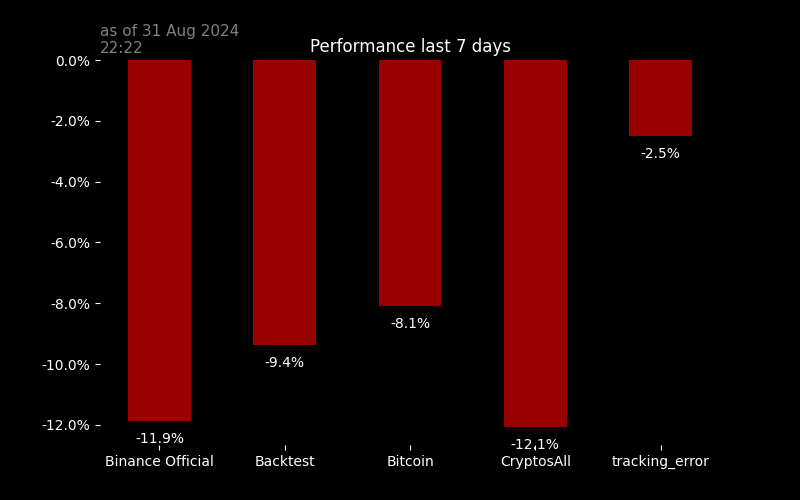 as of 31 Aug 2024
22:22
Performance last 7 days
0.0%
-2.0%
-4.0%
-6.0%
-8.0%
-10.0%
-12.0%
-11.9%
-9.4%
-8.1%
-12.1%
-2.5%
Binance Official
Backtest
Bitcoin
CryptosAll
tracking_error